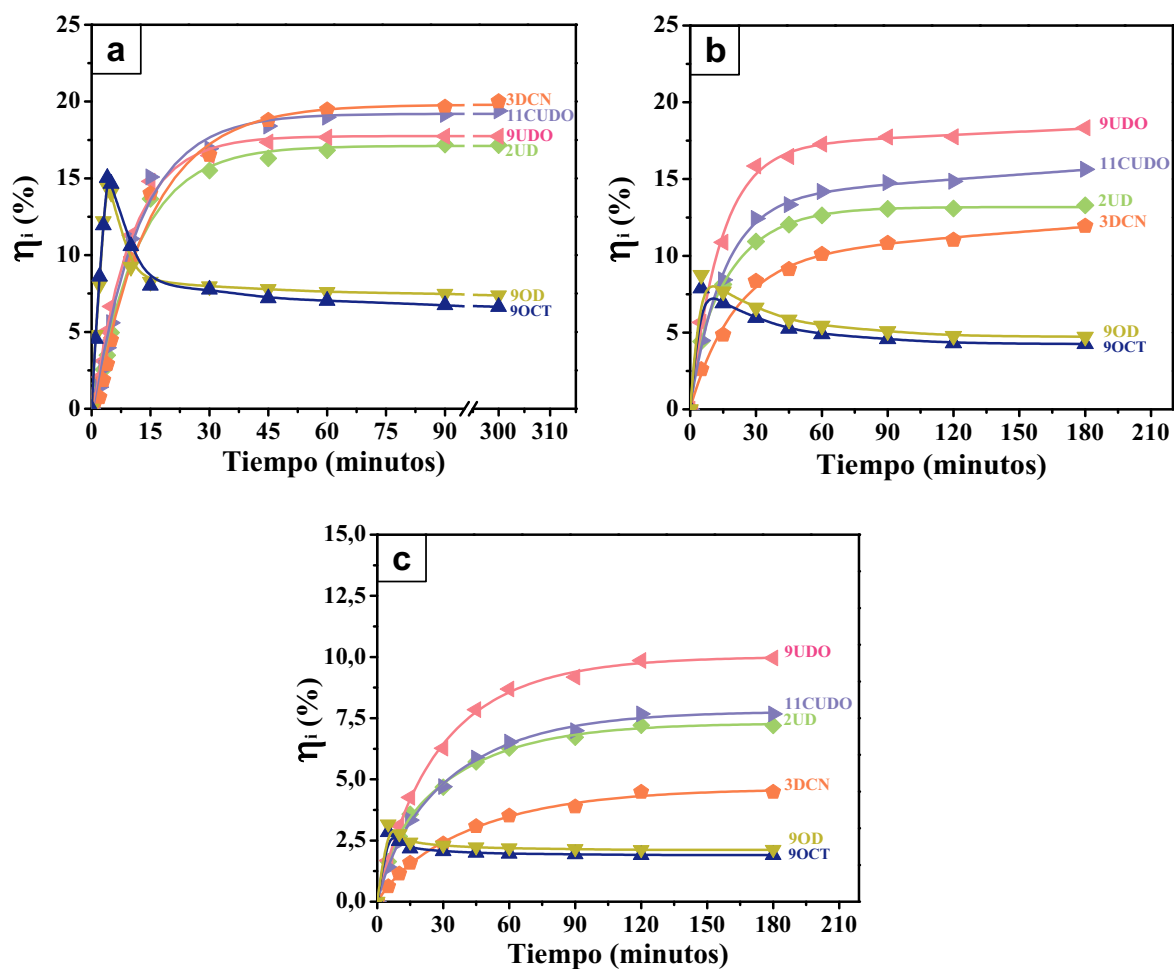 a
25
20
15
10
5
0
ηi (%)
3DCN
11CUDO
9UDO
2UD
9OD
9OCT
0 15 30 45 60 75 90 300 310
Tiempo (minutos)
b
25
20
15
10
5
0
ηi (%)
9UDO
11CUDO
2UD
3DCN
9OD
9OCT
0 30 60 90 120 150 180 210
Tiempo (minutos)
c
15,0
12,5
10,0
7,5
5,0
2,5
0,0
ηi (%)
9UDO
11CUDO
2UD
3DCN
9OD
9OCT
0 30 60 90 120 150 180 210
Tiempo (minutos)